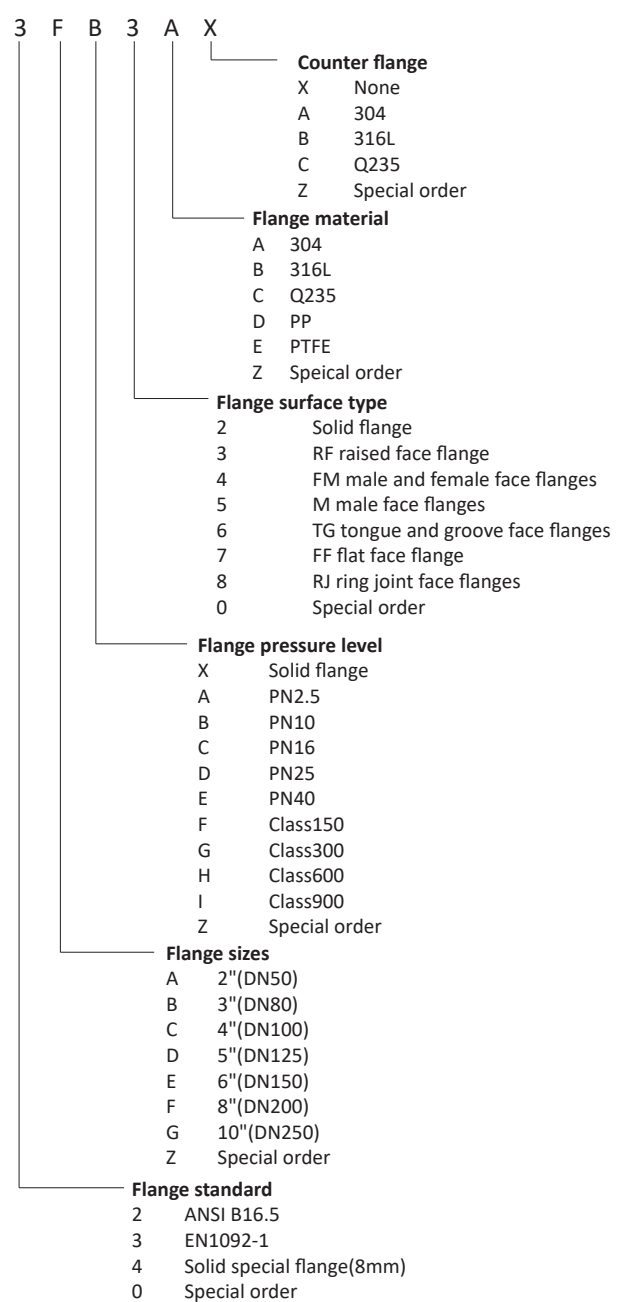 3 F B 3 A X
Counter flange
X None
A 304
B 316L
C Q235
Z Special order
Flange material
A 304
B 316L
C Q235
D PP
E PTFE
Z Speical order
Flange surface type
2 Solid flange
3 RF raised face flange
4 FM male and female face flanges
5 M male face flanges
6 TG tongue and groove face flanges
7 FF flat face flange
8 RJ ring joint face flanges
0 Special order
Flange pressure level
X Solid flange
A PN2.5
B PN10
C PN16
D PN25
E PN40
F Class150
G Class300
H Class600
I Class900
Z Special order
Flange sizes
A 2"(DN50)
B 3"(DN80)
C 4"(DN100)
D 5"(DN125)
E 6"(DN150)
F 8"(DN200)
G 10"(DN250)
Z Special order
Flange standard
2 ANSI B16.5
3 EN1092-1
4 Solid special flange(8mm)
0 Special order